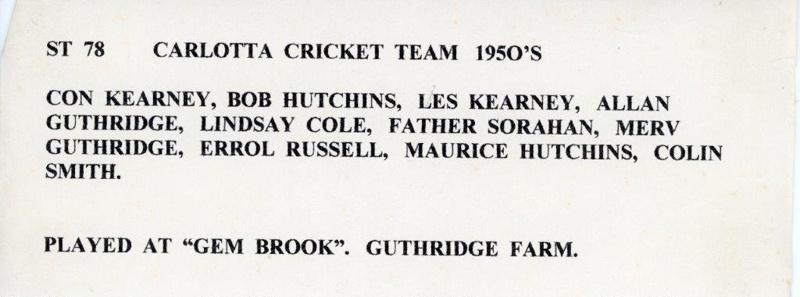 ST 78 CARLOTTA CRICKET TEAM 195O'S
CON KEARNEY, BOB HUTCHINS, LES KEARNEY, ALLAN
GUTHRIDGE, LINDSAY COLE, FATHER SORAHAN, MERV
GUTHRIDGE, ERROL RUSSELL, MAURICE HUTCHINS, COLIN
SMITH.
PLAYED AT “GEM BROOK”. GUTHRIDGE FARM.